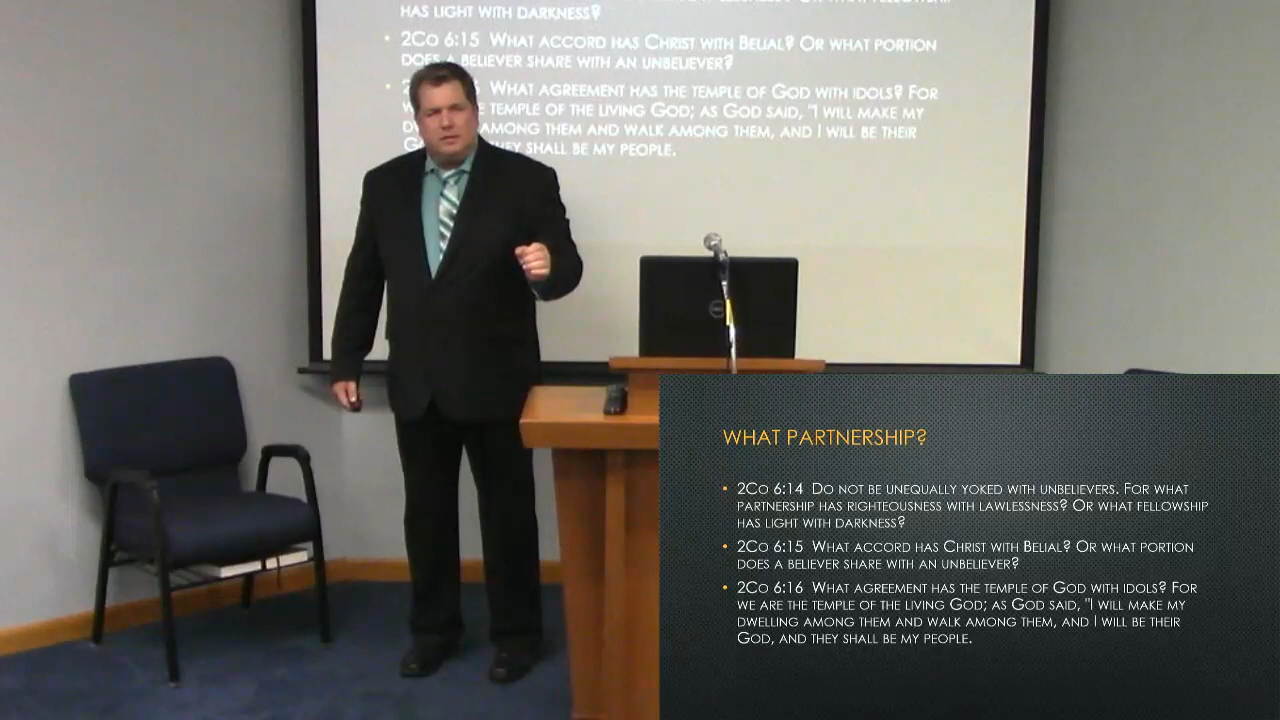 HAS LIGHT WITH DARKNESS?
• 2CO 6:15 WHAT ACCORD HAS CHRIST WITH BELIAL? OR WHAT PORTION
DOES A BELIEVER SHARE WITH AN UNBELIEVER?
WHAT AGREEMENT HAS THE TEMPLE OF GOD WITH IDOLS? FOR
TEMPLE OF THE LIVING GOD; AS GOD SAID, "I WILL MAKE MY
AMONG THEM AND WALK AMONG THEM, AND I WILL BE THEIR
THEY SHALL BE MY PEOPLE.
DELL
WHAT PARTNERSHIP?
• 2CO 6:14 DO NOT BE UNEQUALLY YOKED WITH UNBELIEVERS. FOR WHAT
PARTNERSHIP HAS RIGHTEOUSNESS WITH LAWLESSNESS? OR WHAT FELLOWSHIP
HAS LIGHT WITH DARKNESS?
• 2CO 6:15 WHAT ACCORD HAS CHRIST WITH BELIAL? OR WHAT PORTION
DOES A BELIEVER SHARE WITH AN UNBELIEVER?
• 2CO 6:16 WHAT AGREEMENT HAS THE TEMPLE OF GOD WITH IDOLS? FOR
WE ARE THE TEMPLE OF THE LIVING GOD; AS GOD SAID, "I WILL MAKE MY
DWELLING AMONG THEM AND WALK AMONG THEM, AND I WILL BE THEIR
GOD, AND THEY SHALL BE MY PEOPLE.